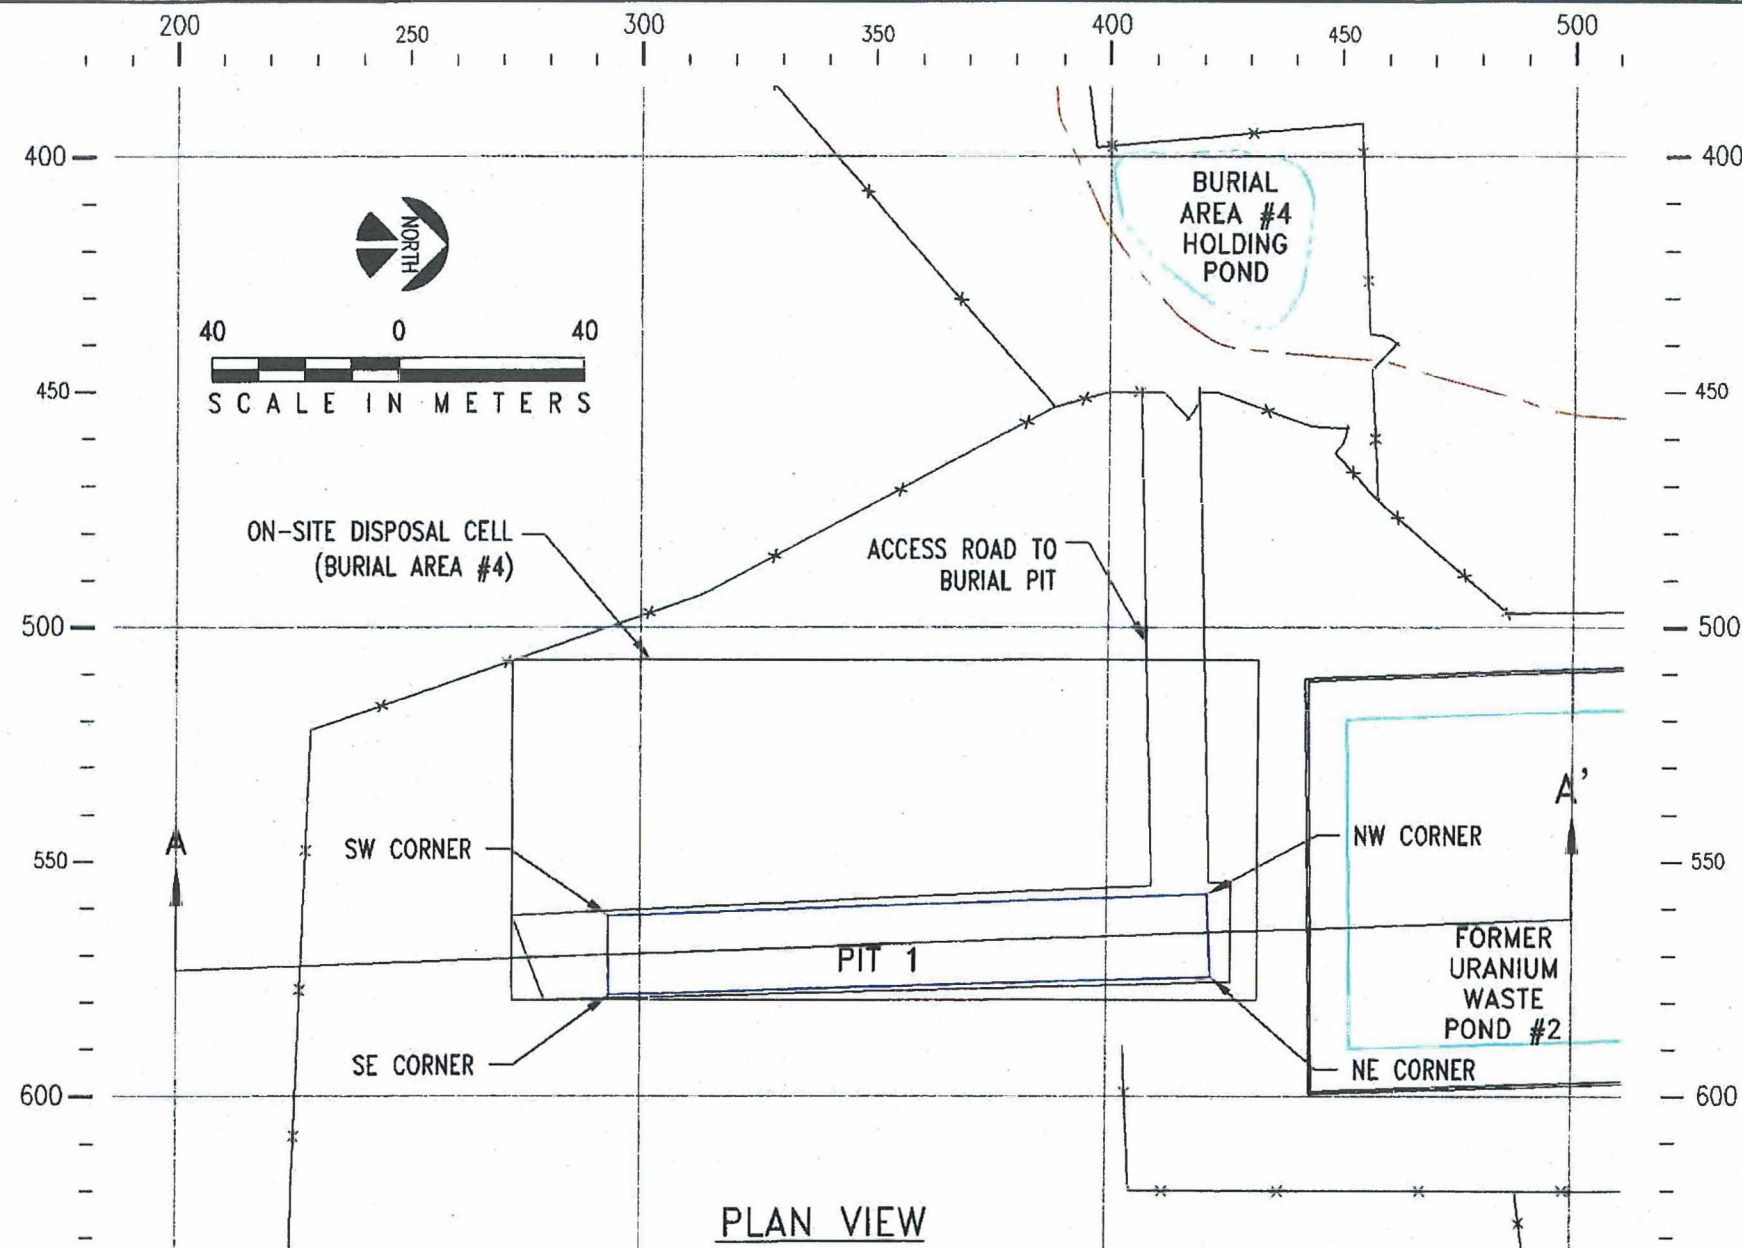 200
250
300
350
400
450
500
400
400
BURIAL
AREA #4
HOLDING
POND
NORTH
40 0 40
SCALE IN METERS
450
450
ON-SITE DISPOSAL CELL
(BURIAL AREA #4)
ACCESS ROAD TO
BURIAL PIT
500
500
A
A'
SW CORNER
NW CORNER
550
550
PIT 1
FORMER
URANIUM
WASTE
POND #2
SE CORNER
NE CORNER
600
600
PLAN VIEW